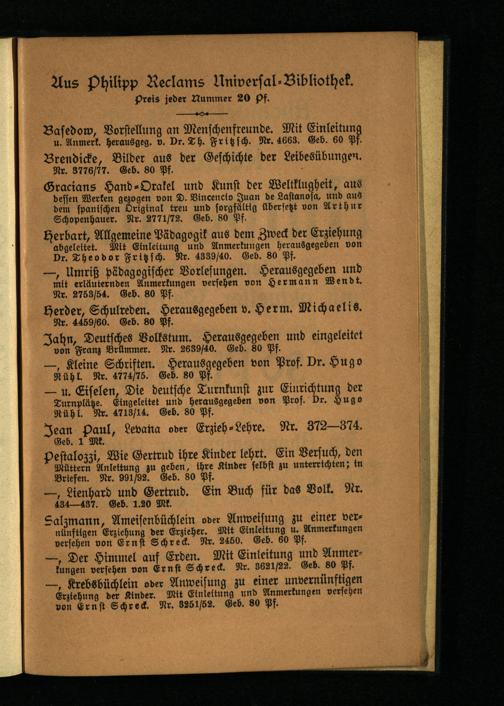 Aus Philipp Reclams Universal-Bibliothek.
Preis jeder Nummer 20 Pf.
Basedow, Vorstellung an Menschenfreunde. Mit Einleitung
u. Anmerk. herausgeg. v. Dr. Th. Fritzsch. Nr. 4663. Geb. 60 Pf.
Brendicke, Bilder aus der Geschichte der Leibesübungen.
Nr. 3776/77. Geb. 80 Pf.
Gracians Hand-Orakel und Kunst der Weltklugheit, aus
dessen Werken gezogen von D. Vincencio Juan de Lastanosa, und aus
dem spanischen Original treu und sorgfältig übersetzt von Arthur
Schopenhauer. Nr. 2771/72. Geb. 80 Pf.
Herbart, Allgemeine Pädagogik aus dem Zweck der Erziehung
abgeleitet. Mit Einleitung und Anmerkungen herausgegeben von
Dr. Theodor Fritzsch. Nr. 4339/40. Geb. 80 Pf.
—, Umriß pädagogischer Vorlesungen. Herausgegeben und
mit erläuternden Anmerkungen versehen von Hermann Wendt.
Nr. 2753/54. Geb. 80 Pf.
Herder, Schulreden. Herausgegeben v. Herm. Michaelis.
Nr. 4459/60. Geb. 80 Pf.
Jahn, Deutsches Volkstum. Herausgegeben und eingeleitet
von Franz Brümmer. Nr. 2639/40. Geb. 80 Pf.
—, Kleine Schriften. Herausgegeben von Prof. Dr. Hugo
Rühl. Nr. 4774/75. Geb. 80 Pf.
— u. Eiselen, Die deutsche Turnkunst zur Einrichtung der
Turnplätze. Eingeleitet und herausgegeben von Prof. Dr. Hugo
Rühl. Nr. 4713/14. Geb. 80 Pf.
Jean Paul, Levana oder Erzieh-Lehre. Nr. 372—374.
Geb. 1 Mk.
Pestalozzi, Wie Gertrud ihre Kinder lehrt. Ein Versuch, den
Müttern Anleitung zu geben, ihre Kinder selbst zu unterrichten; in
Briefen. Nr. 991/92. Geb. 80 Pf.
—, Lienhard und Gertrud. Ein Buch für das Volk. Nr.
434—437. Geb. 1.20 Mk.
Salzmann, Ameisenbüchlein oder Anweisung zu einer ver-
nünftigen Erziehung der Erzieher. Mit Einleitung u. Anmerkungen
versehen von Ernst Schreck. Nr. 2450. Geb. 60 Pf.
—, Der Himmel auf Erden. Mit Einleitung und Anmer-
kungen versehen von Ernst Schreck. Nr. 3621/22. Geb. 80 Pf.
—, Krebsbüchlein oder Anweisung zu einer unvernünftigen
Erziehung der Kinder. Mit Einleitung und Anmerkungen versehen
von Ernst Schreck. Nr. 3251/52. Geb. 80 Pf.